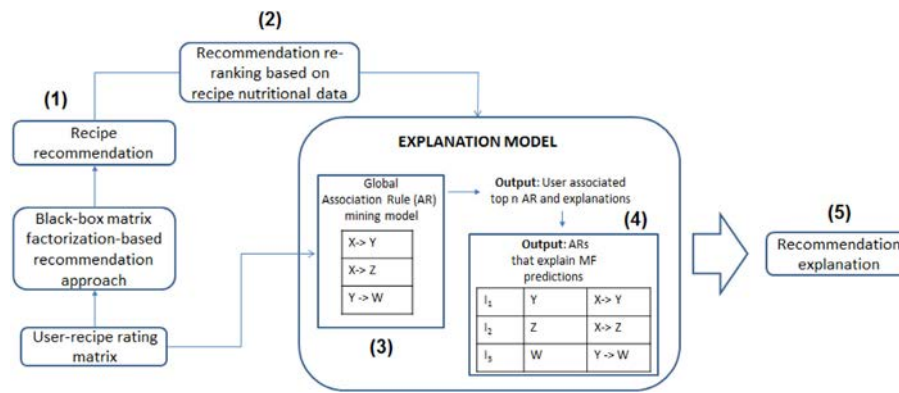 (2)
Recommendation re-
ranking based on
recipe nutritional data
(1)
Recipe
recommendation
Black-box matrix
factorization-based
recommendation
approach
User-recipe rating
matrix
EXPLANATION MODEL
Global
Association Rule (AR)
mining model
X-> Y
X-> Z
Y -> W
(3)
Output: User associated
top n AR and explanations
(4)
Output: ARs
that explain MF
predictions
I₁ Y X-> Y
I₂ Z X-> Z
I₃ W Y -> W
(5)
Recommendation
explanation